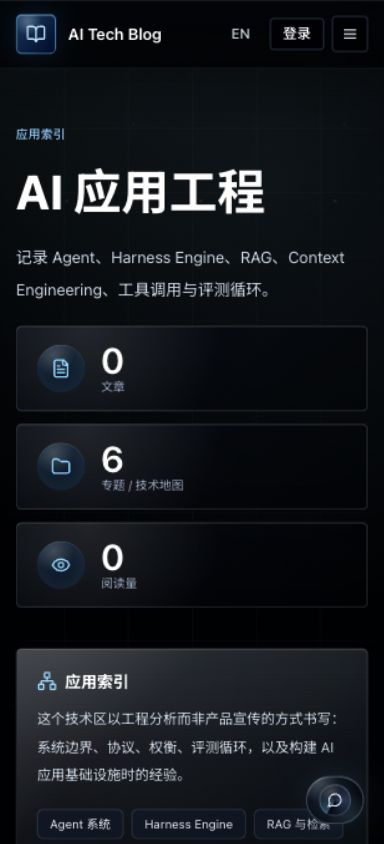 AI Tech Blog
EN
登录
应用索引
AI 应用工程
记录 Agent、Harness Engine、RAG、Context
Engineering、工具调用与评测循环。
0
文章
6
专题 / 技术地图
0
阅读量
应用索引
这个技术区以工程分析而非产品宣传的方式书写：
系统边界、协议、权衡、评测循环，以及构建 AI
应用基础设施时的经验。
Agent 系统
Harness Engine
RAG 与检索